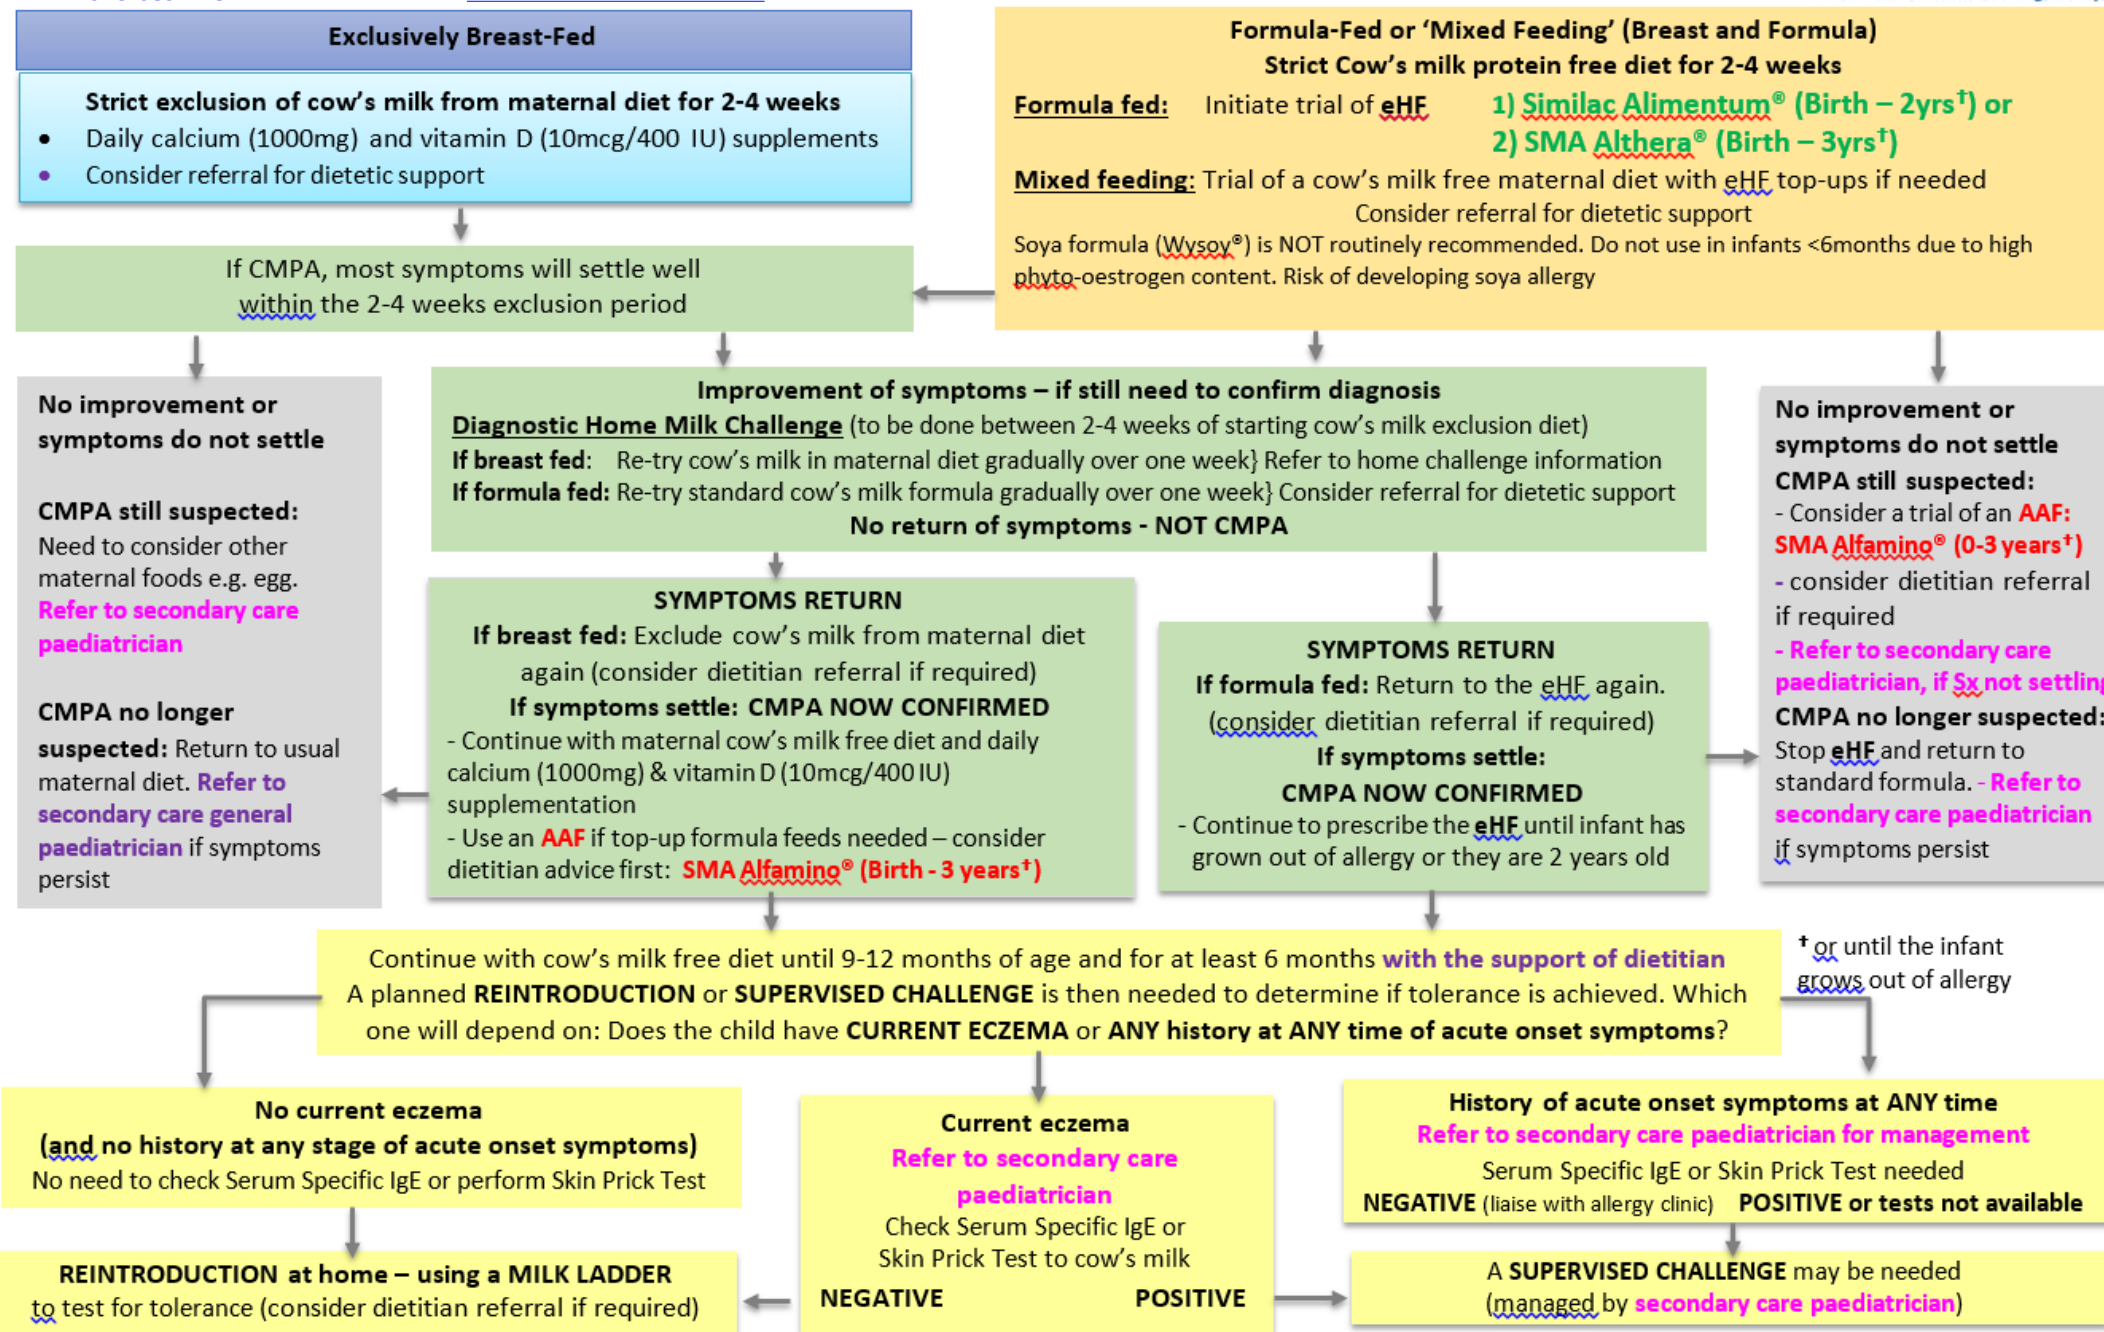 Exclusively Breast-Fed
Strict exclusion of cow's milk from maternal diet for 2-4 weeks
• Daily calcium (1000mg) and vitamin D (10mcg/400 IU) supplements
• Consider referral for dietetic support
Formula-Fed or 'Mixed Feeding' (Breast and Formula)
Strict Cow's milk protein free diet for 2-4 weeks
Formula fed: Initiate trial of eHF 1) Similac Alimentum® (Birth – 2yrs†) or
2) SMA Althera® (Birth – 3yrs†)
Mixed feeding: Trial of a cow's milk free maternal diet with eHF top-ups if needed
Consider referral for dietetic support
Soya formula (Wysoy®) is NOT routinely recommended. Do not use in infants <6months due to high
phyto-oestrogen content. Risk of developing soya allergy
If CMPA, most symptoms will settle well
within the 2-4 weeks exclusion period
No improvement or
symptoms do not settle
CMPA still suspected:
Need to consider other
maternal foods e.g. egg.
Refer to secondary care
paediatrician
CMPA no longer
suspected: Return to usual
maternal diet. Refer to
secondary care general
paediatrician if symptoms
persist
Improvement of symptoms – if still need to confirm diagnosis
Diagnostic Home Milk Challenge (to be done between 2-4 weeks of starting cow's milk exclusion diet)
If breast fed: Re-try cow's milk in maternal diet gradually over one week} Refer to home challenge information
If formula fed: Re-try standard cow's milk formula gradually over one week} Consider referral for dietetic support
No return of symptoms - NOT CMPA
SYMPTOMS RETURN
If breast fed: Exclude cow's milk from maternal diet
again (consider dietitian referral if required)
If symptoms settle: CMPA NOW CONFIRMED
- Continue with maternal cow's milk free diet and daily
calcium (1000mg) & vitamin D (10mcg/400 IU)
supplementation
- Use an AAF if top-up formula feeds needed – consider
dietitian advice first: SMA Alfamino® (Birth - 3 years†)
SYMPTOMS RETURN
If formula fed: Return to the eHF again.
(consider dietitian referral if required)
If symptoms settle:
CMPA NOW CONFIRMED
- Continue to prescribe the eHF until infant has
grown out of allergy or they are 2 years old
No improvement or
symptoms do not settle
CMPA still suspected:
- Consider a trial of an AAF:
SMA Alfamino® (0-3 years†)
- consider dietitian referral
if required
- Refer to secondary care
paediatrician, if Sx not settling
CMPA no longer suspected:
Stop eHF and return to
standard formula. - Refer to
secondary care paediatrician
if symptoms persist
Continue with cow's milk free diet until 9-12 months of age and for at least 6 months with the support of dietitian
A planned REINTRODUCTION or SUPERVISED CHALLENGE is then needed to determine if tolerance is achieved. Which
one will depend on: Does the child have CURRENT ECZEMA or ANY history at ANY time of acute onset symptoms?
† or until the infant
grows out of allergy
No current eczema
(and no history at any stage of acute onset symptoms)
No need to check Serum Specific IgE or perform Skin Prick Test
REINTRODUCTION at home – using a MILK LADDER
to test for tolerance (consider dietitian referral if required)
Current eczema
Refer to secondary care
paediatrician
Check Serum Specific IgE or
Skin Prick Test to cow's milk
NEGATIVE POSITIVE
History of acute onset symptoms at ANY time
Refer to secondary care paediatrician for management
Serum Specific IgE or Skin Prick Test needed
NEGATIVE (liaise with allergy clinic) POSITIVE or tests not available
A SUPERVISED CHALLENGE may be needed
(managed by secondary care paediatrician)